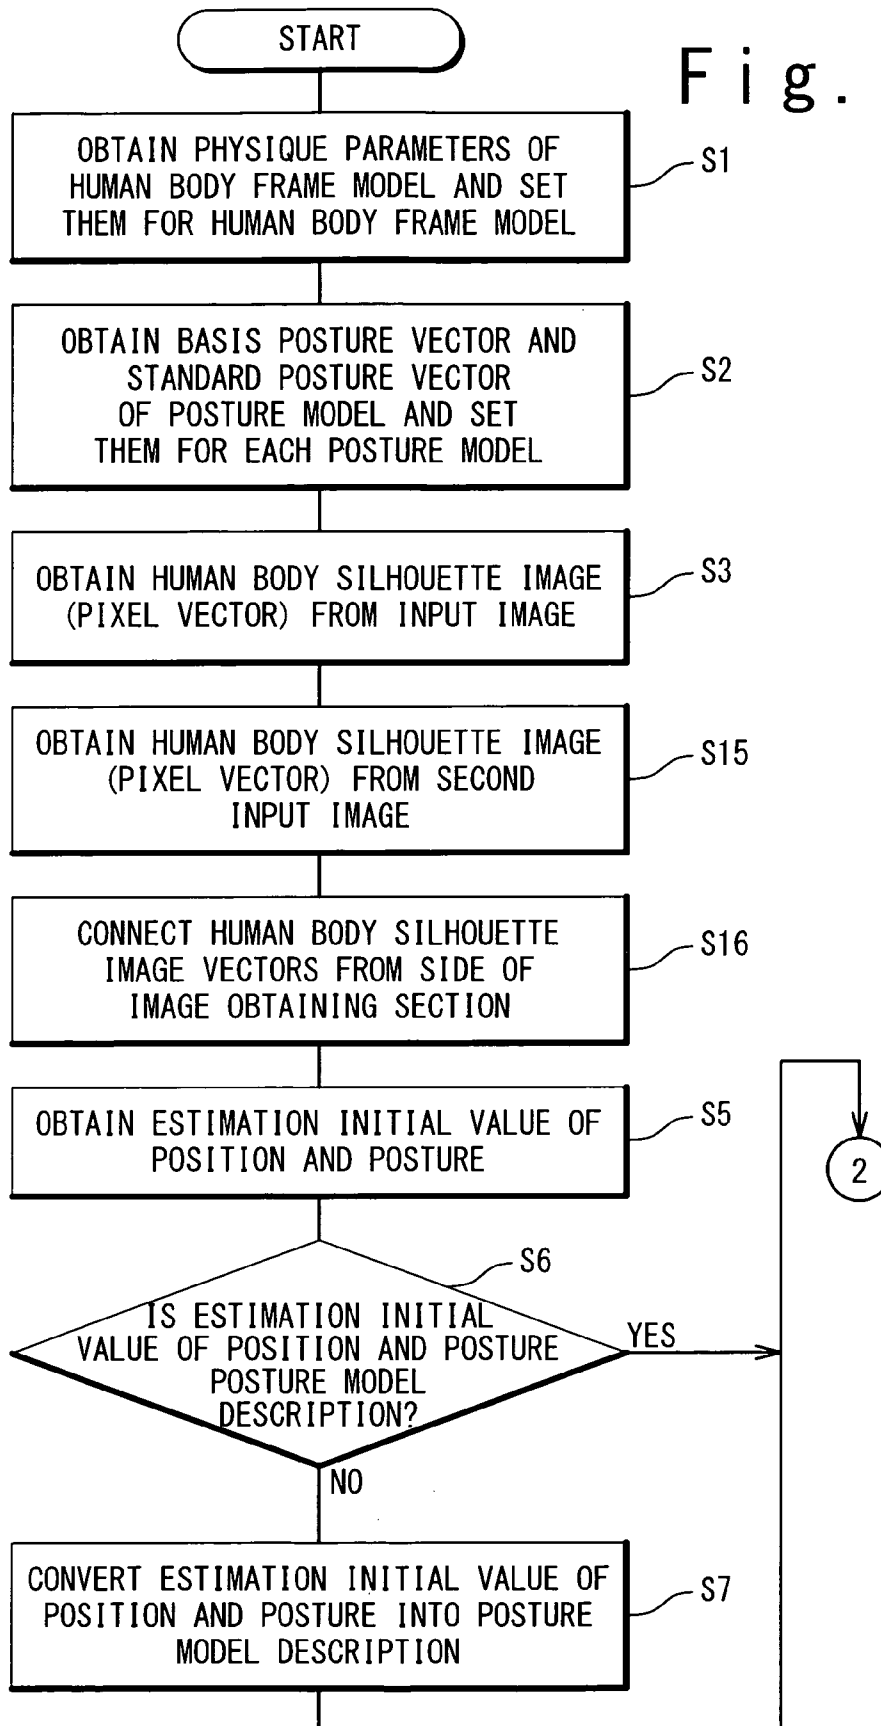 START
Fig.
OBTAIN PHYSIQUE PARAMETERS OF
HUMAN BODY FRAME MODEL AND SET
THEM FOR HUMAN BODY FRAME MODEL
S1
OBTAIN BASIS POSTURE VECTOR AND
STANDARD POSTURE VECTOR
OF POSTURE MODEL AND SET
THEM FOR EACH POSTURE MODEL
S2
OBTAIN HUMAN BODY SILHOUETTE IMAGE
(PIXEL VECTOR) FROM INPUT IMAGE
S3
OBTAIN HUMAN BODY SILHOUETTE IMAGE
(PIXEL VECTOR) FROM SECOND
INPUT IMAGE
S15
CONNECT HUMAN BODY SILHOUETTE
IMAGE VECTORS FROM SIDE OF
IMAGE OBTAINING SECTION
S16
OBTAIN ESTIMATION INITIAL VALUE OF
POSITION AND POSTURE
S5
2
S6
IS ESTIMATION INITIAL
VALUE OF POSITION AND POSTURE
POSTURE MODEL
DESCRIPTION?
YES
NO
CONVERT ESTIMATION INITIAL VALUE OF
POSITION AND POSTURE INTO POSTURE
MODEL DESCRIPTION
S7